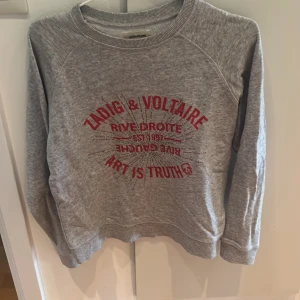 ZADIG & VOLTAIRE
RIVE DROITE
EST 1997
RIVE GAUCHE
ART IS TRUTH